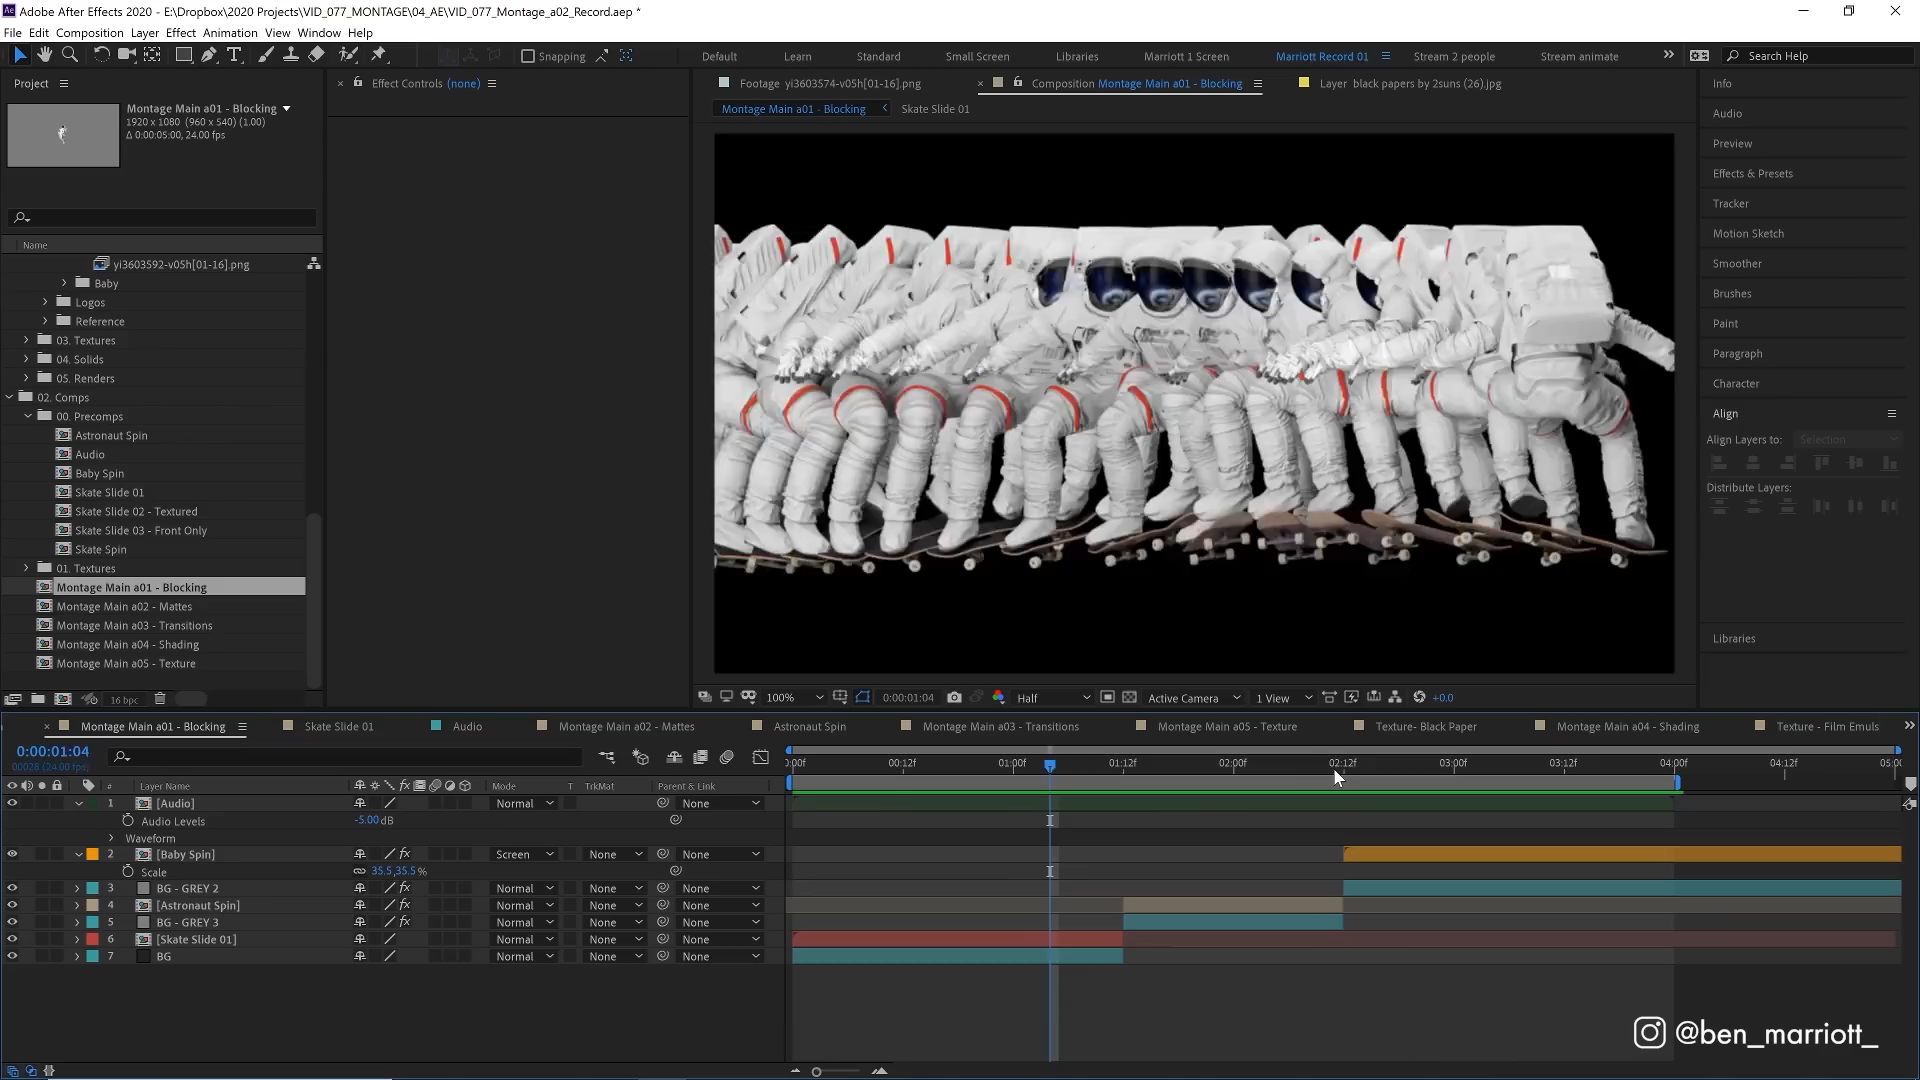 Adobe After Effects 2020 - E:\Dropbox\2020 Projects\VID_077_MONTAGE\04_AE\VID_077_Montage_a02_Record.aep *
File Edit Composition Layer Effect Animation View Window Help
Snapping Default Learn Standard Small Screen Libraries Marriott 1 Screen Marriott Record 01 Stream 2 people Stream animate Search Help
Project
Effect Controls (none)
Footage yi3603574-v05h[01-16].png
Composition Montage Main a01 - Blocking
Layer black papers by 2suns (26).jpg
Montage Main a01 - Blocking
1920 x 1080 (960 x 540) (1.00)
Δ 0:00:05:00, 24.00 fps
Montage Main a01 - Blocking Skate Slide 01
Name
yi3603592-v05h[01-16].png
Baby
Logos
Reference
03. Textures
04. Solids
05. Renders
02. Comps
00. Precomps
Astronaut Spin
Audio
Baby Spin
Skate Slide 01
Skate Slide 02 - Textured
Skate Slide 03 - Front Only
Skate Spin
01. Textures
Montage Main a01 - Blocking
Montage Main a02 - Mattes
Montage Main a03 - Transitions
Montage Main a04 - Shading
Montage Main a05 - Texture
16 bpc
Info
Audio
Preview
Effects & Presets
Tracker
Motion Sketch
Smoother
Brushes
Paint
Paragraph
Character
Align
Align Layers to: Selection
Distribute Layers:
Libraries
100% 0:00:01:04 Half Active Camera 1 View +0.0
Montage Main a01 - Blocking Skate Slide 01 Audio Montage Main a02 - Mattes Astronaut Spin Montage Main a03 - Transitions Montage Main a05 - Texture Texture- Black Paper Montage Main a04 - Shading Texture - Film Emuls
0:00:01:04
00028 (24.00 fps)
:00f 00:12f 01:00f 01:12f 02:00f 02:12f 03:00f 03:12f 04:00f 04:12f 05:00
# Layer Name Mode T TrkMat Parent & Link
1 [Audio] Normal None
Audio Levels -5.00 dB
Waveform
2 [Baby Spin] fx Screen None None
Scale 35.5,35.5 %
3 BG - GREY 2 fx Normal None None
4 [Astronaut Spin] fx Normal None None
5 BG - GREY 3 fx Normal None None
6 [Skate Slide 01] Normal None None
7 BG Normal None None
@ben_marriott_